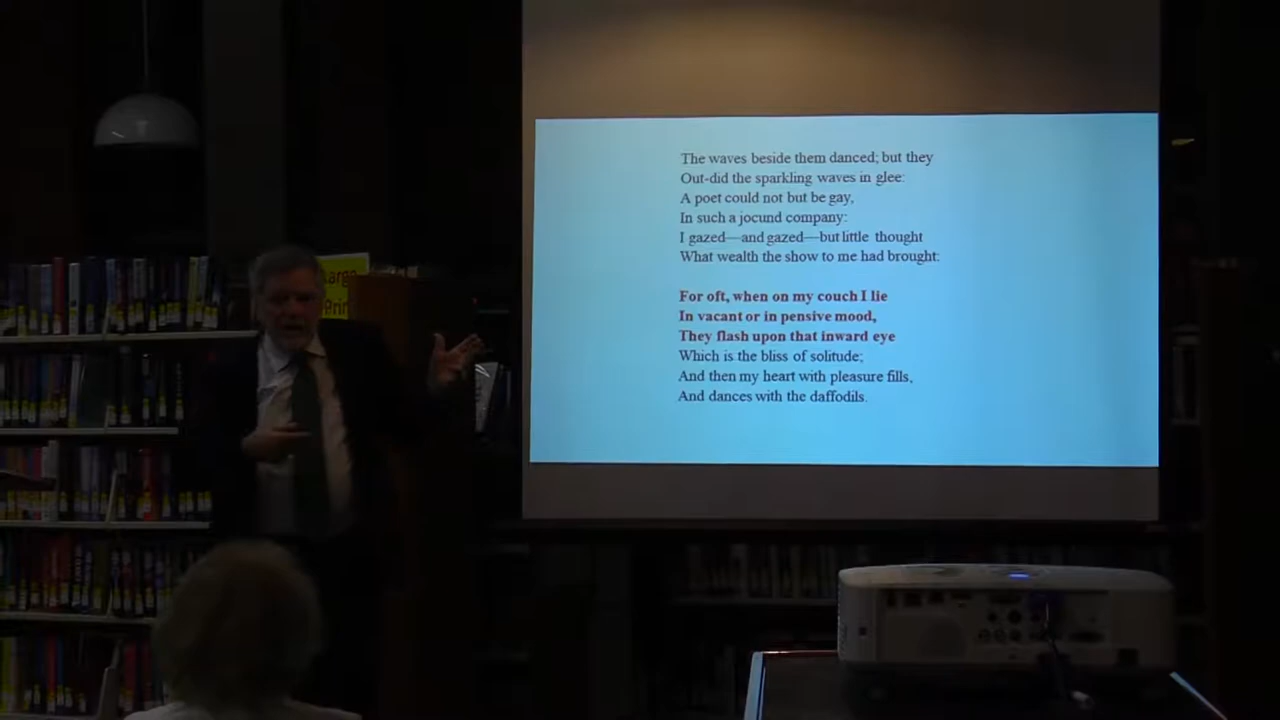 Large
Print
The waves beside them danced; but they
Out-did the sparkling waves in glee:
A poet could not but be gay,
In such a jocund company:
I gazed—and gazed—but little thought
What wealth the show to me had brought:
For oft, when on my couch I lie
In vacant or in pensive mood,
They flash upon that inward eye
Which is the bliss of solitude;
And then my heart with pleasure fills,
And dances with the daffodils.